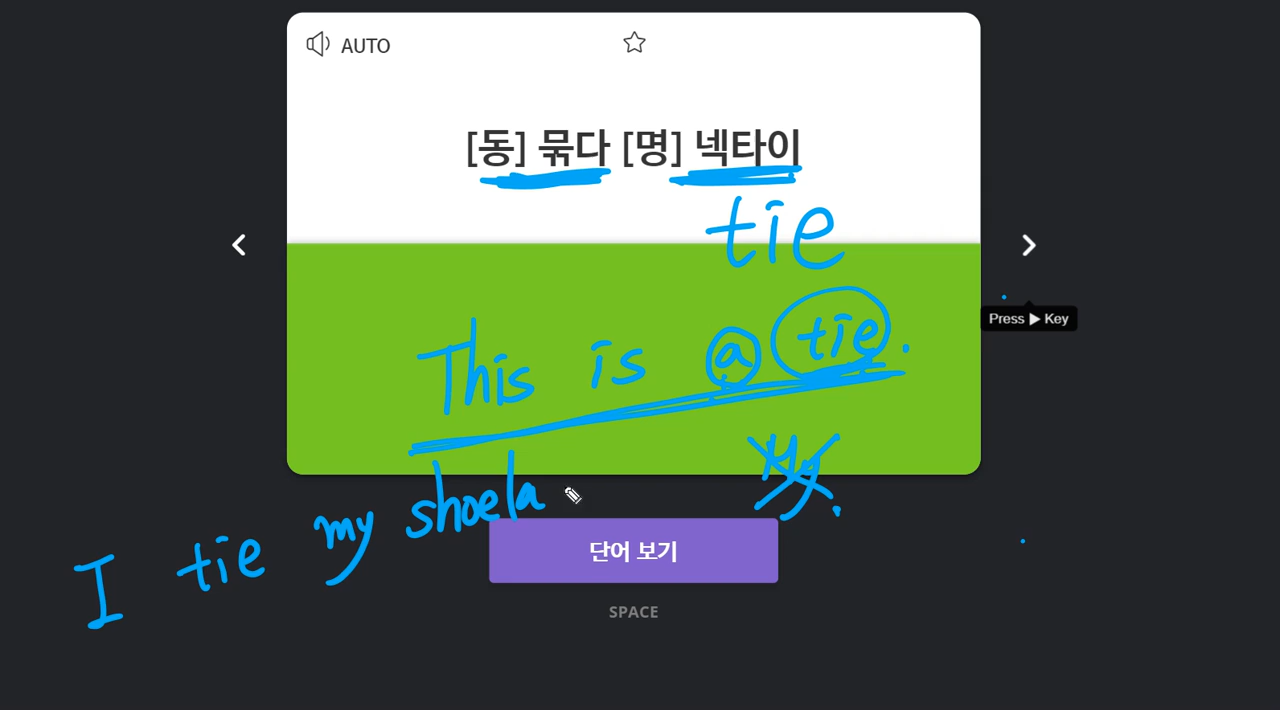 AUTO
[동] 묶다 [명] 넥타이
tie
This is a tie.
I tie my shoela
Press ▶ Key
단어 보기
SPACE